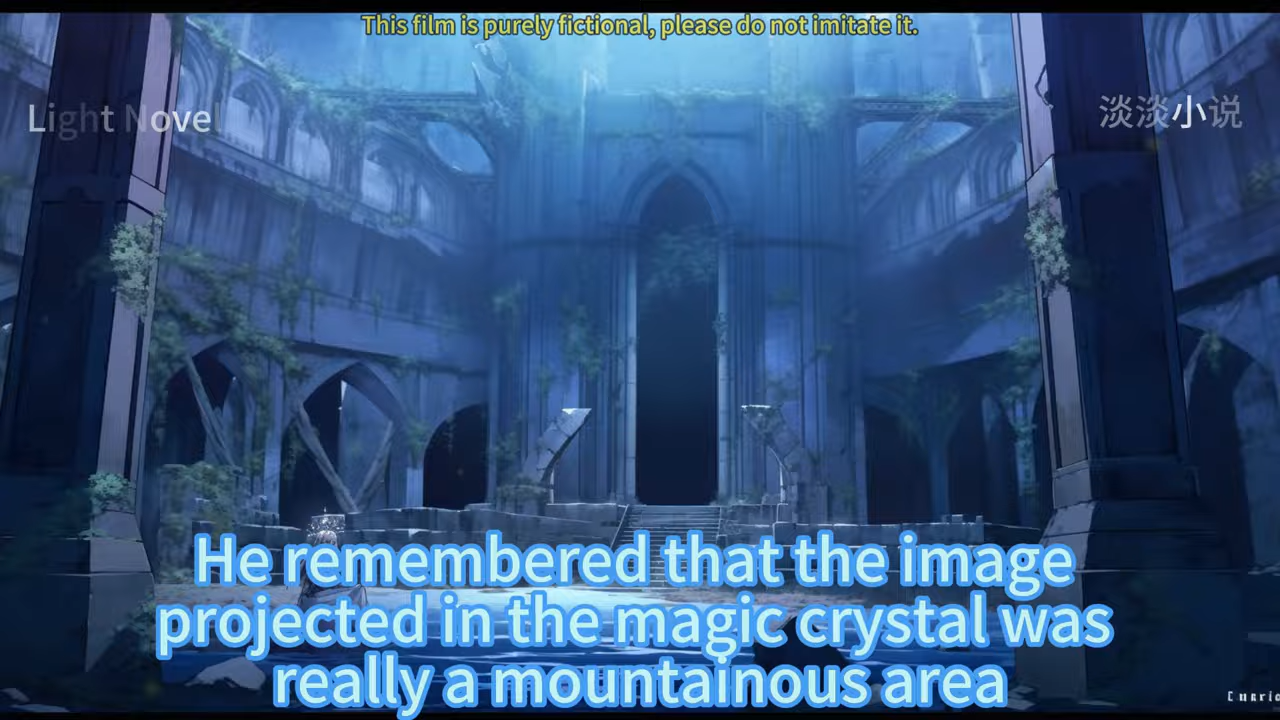 This film is purely fictional, please do not imitate it.
Light Novel
淡淡小说
He remembered that the image
projected in the magic crystal was
really a mountainous area